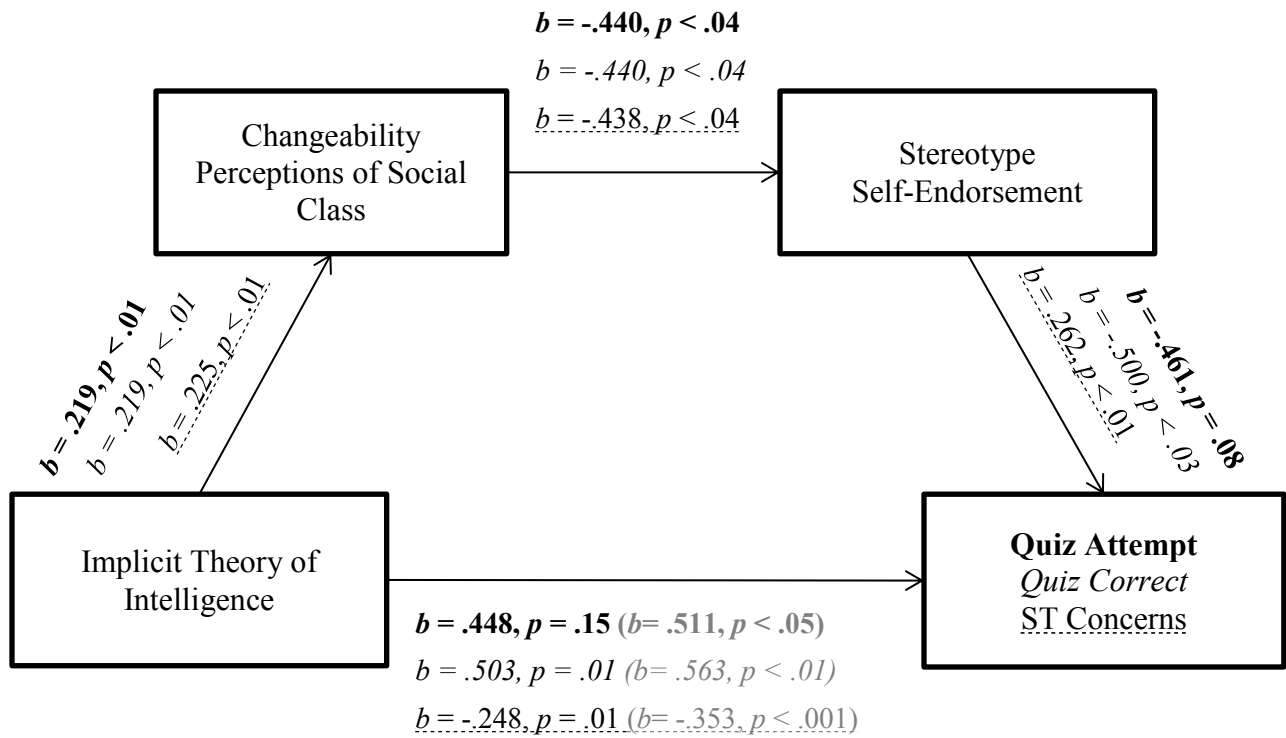 b = -.440, p < .04
b = -.440, p < .04
b = -.438, p < .04
Changeability
Perceptions of Social
Class
Stereotype
Self-Endorsement
b = .219, p < .01
b = .219, p < .01
b = .225, p < .01
b = .262, p < .01
b = -.500, p < .03
b = -.461, p = .08
Implicit Theory of
Intelligence
Quiz Attempt
Quiz Correct
ST Concerns
b = .448, p = .15 (b= .511, p < .05)
b = .503, p = .01 (b= .563, p < .01)
b = -.248, p = .01 (b= -.353, p < .001)